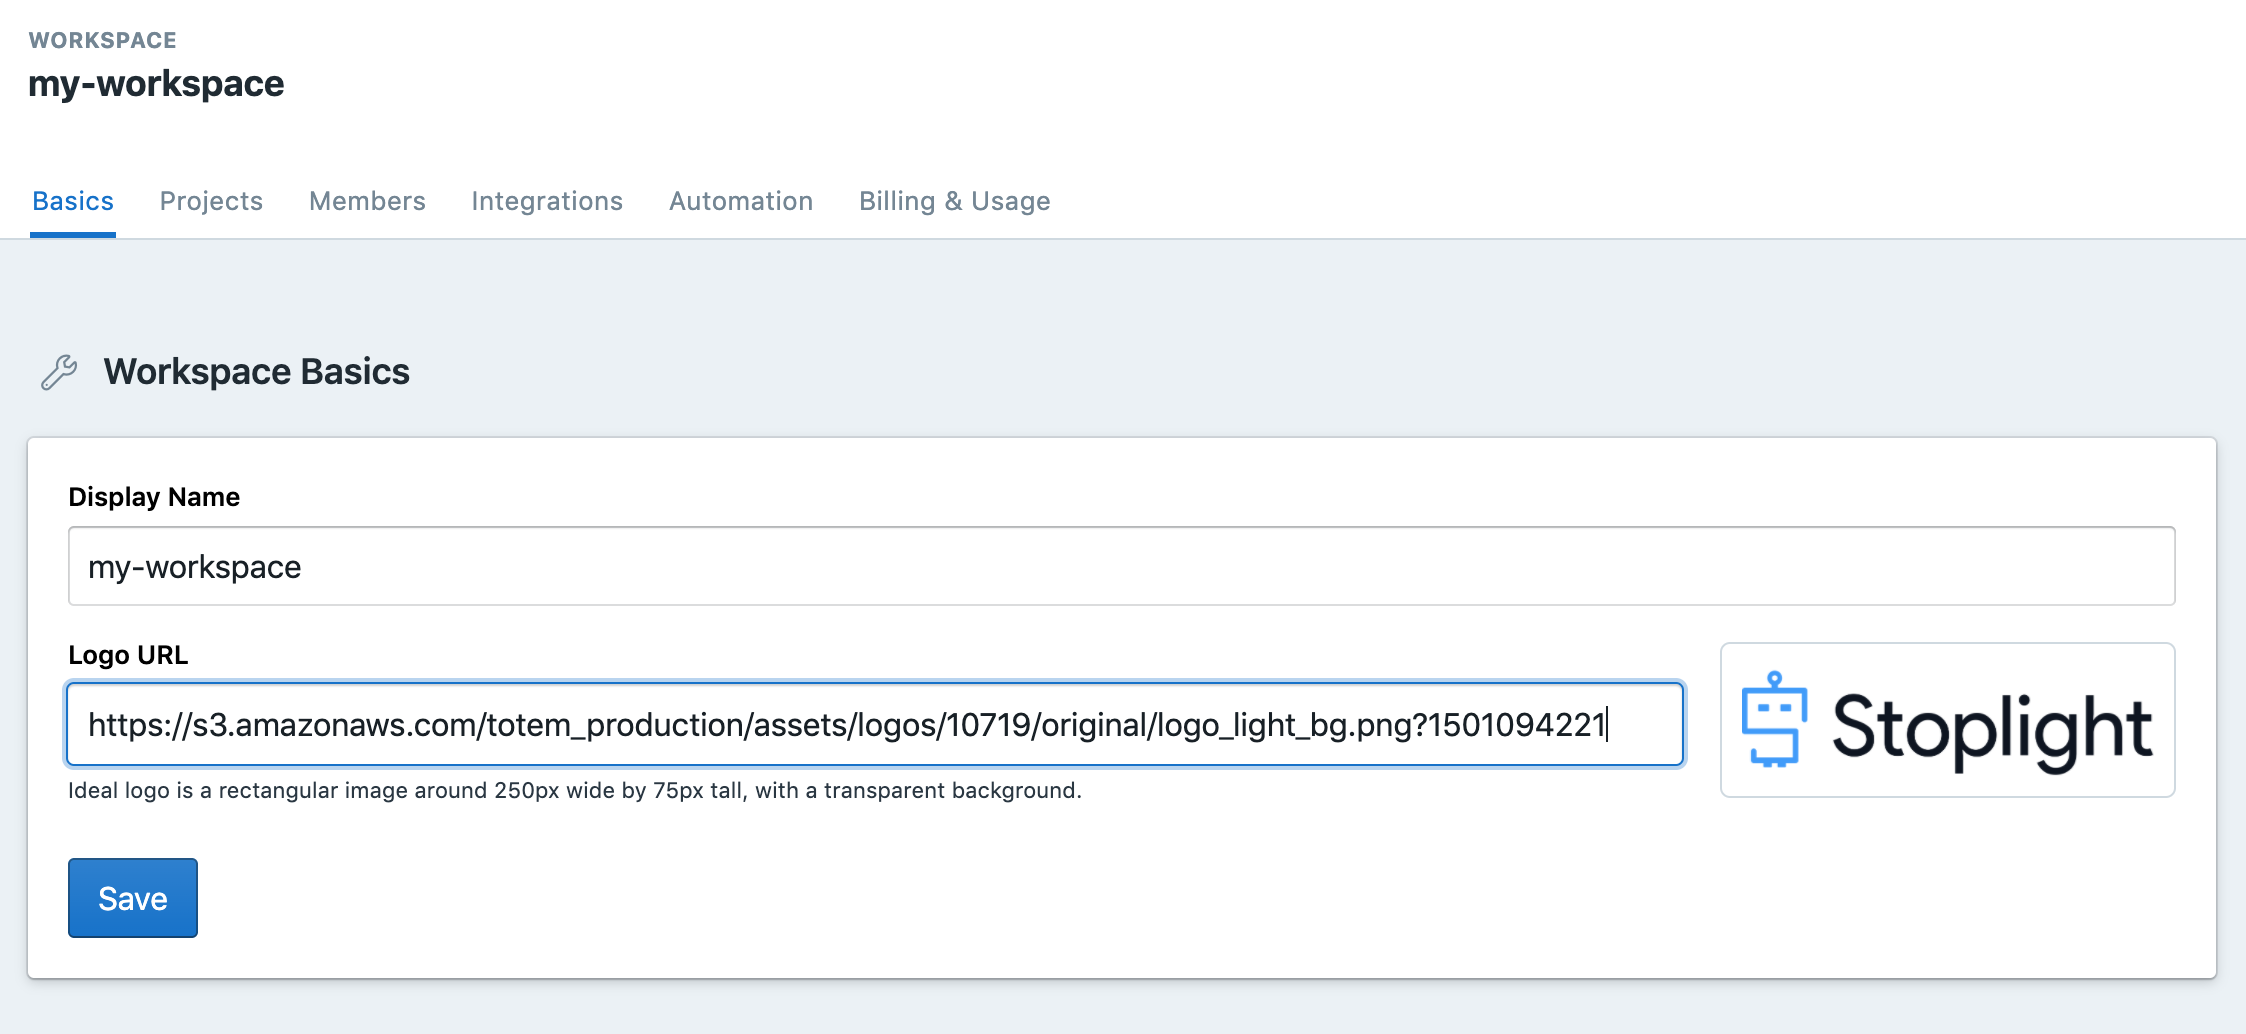 WORKSPACE
my-workspace
Basics Projects Members Integrations Automation Billing & Usage
Workspace Basics
Display Name
my-workspace
Logo URL
https://s3.amazonaws.com/totem_production/assets/logos/10719/original/logo_light_bg.png?1501094221
Stoplight
Ideal logo is a rectangular image around 250px wide by 75px tall, with a transparent background.
Save